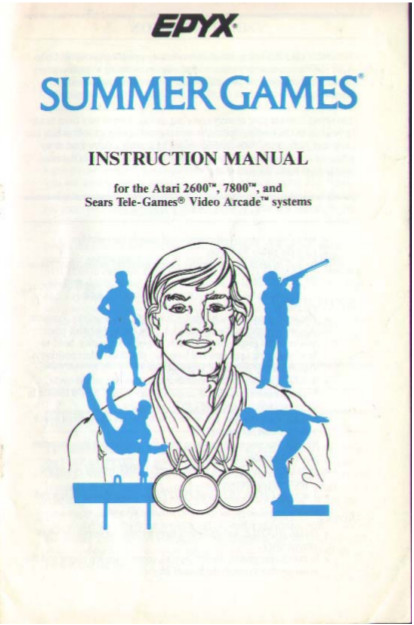 EPYX®
SUMMER GAMES®
INSTRUCTION MANUAL
for the Atari 2600™, 7800™, and
Sears Tele-Games® Video Arcade™ systems